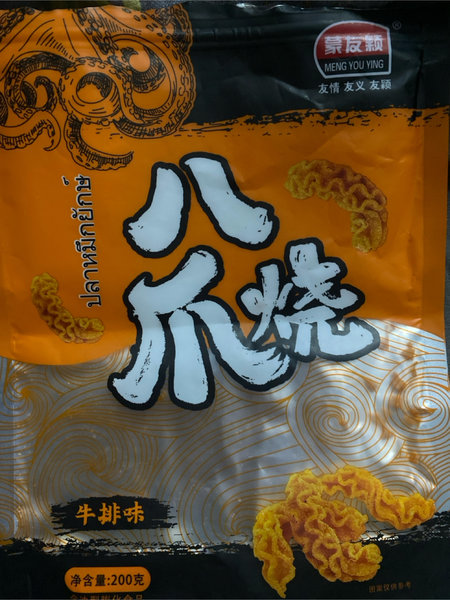 蒙友颖
®
MENG YOU YING
友情 友义 友颖
ปลาหมึกยักษ์
八
爪烧
牛排味
净含量:200克
图案仅供参考